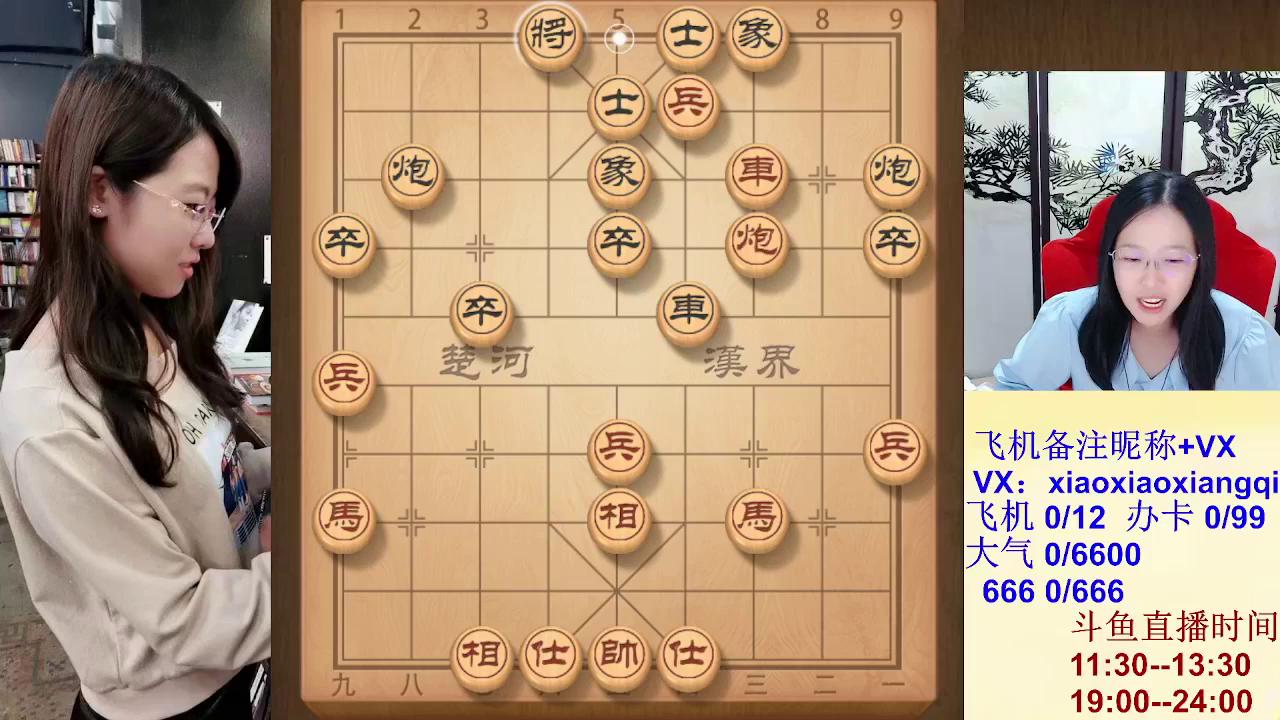 1 2 3 5 8 9
將 士 象
士 兵
炮 象 車 炮
卒 卒 炮 卒
卒 車
楚河 漢界
兵
兵 兵
馬 相 馬
相 仕 帥 仕
九 八 三 二 一
OH
飞机备注昵称+VX
VX： xiaoxiaoxiangqi
飞机 0/12 办卡 0/99
大气 0/6600
666 0/666
斗鱼直播时间
11:30--13:30
19:00--24:00